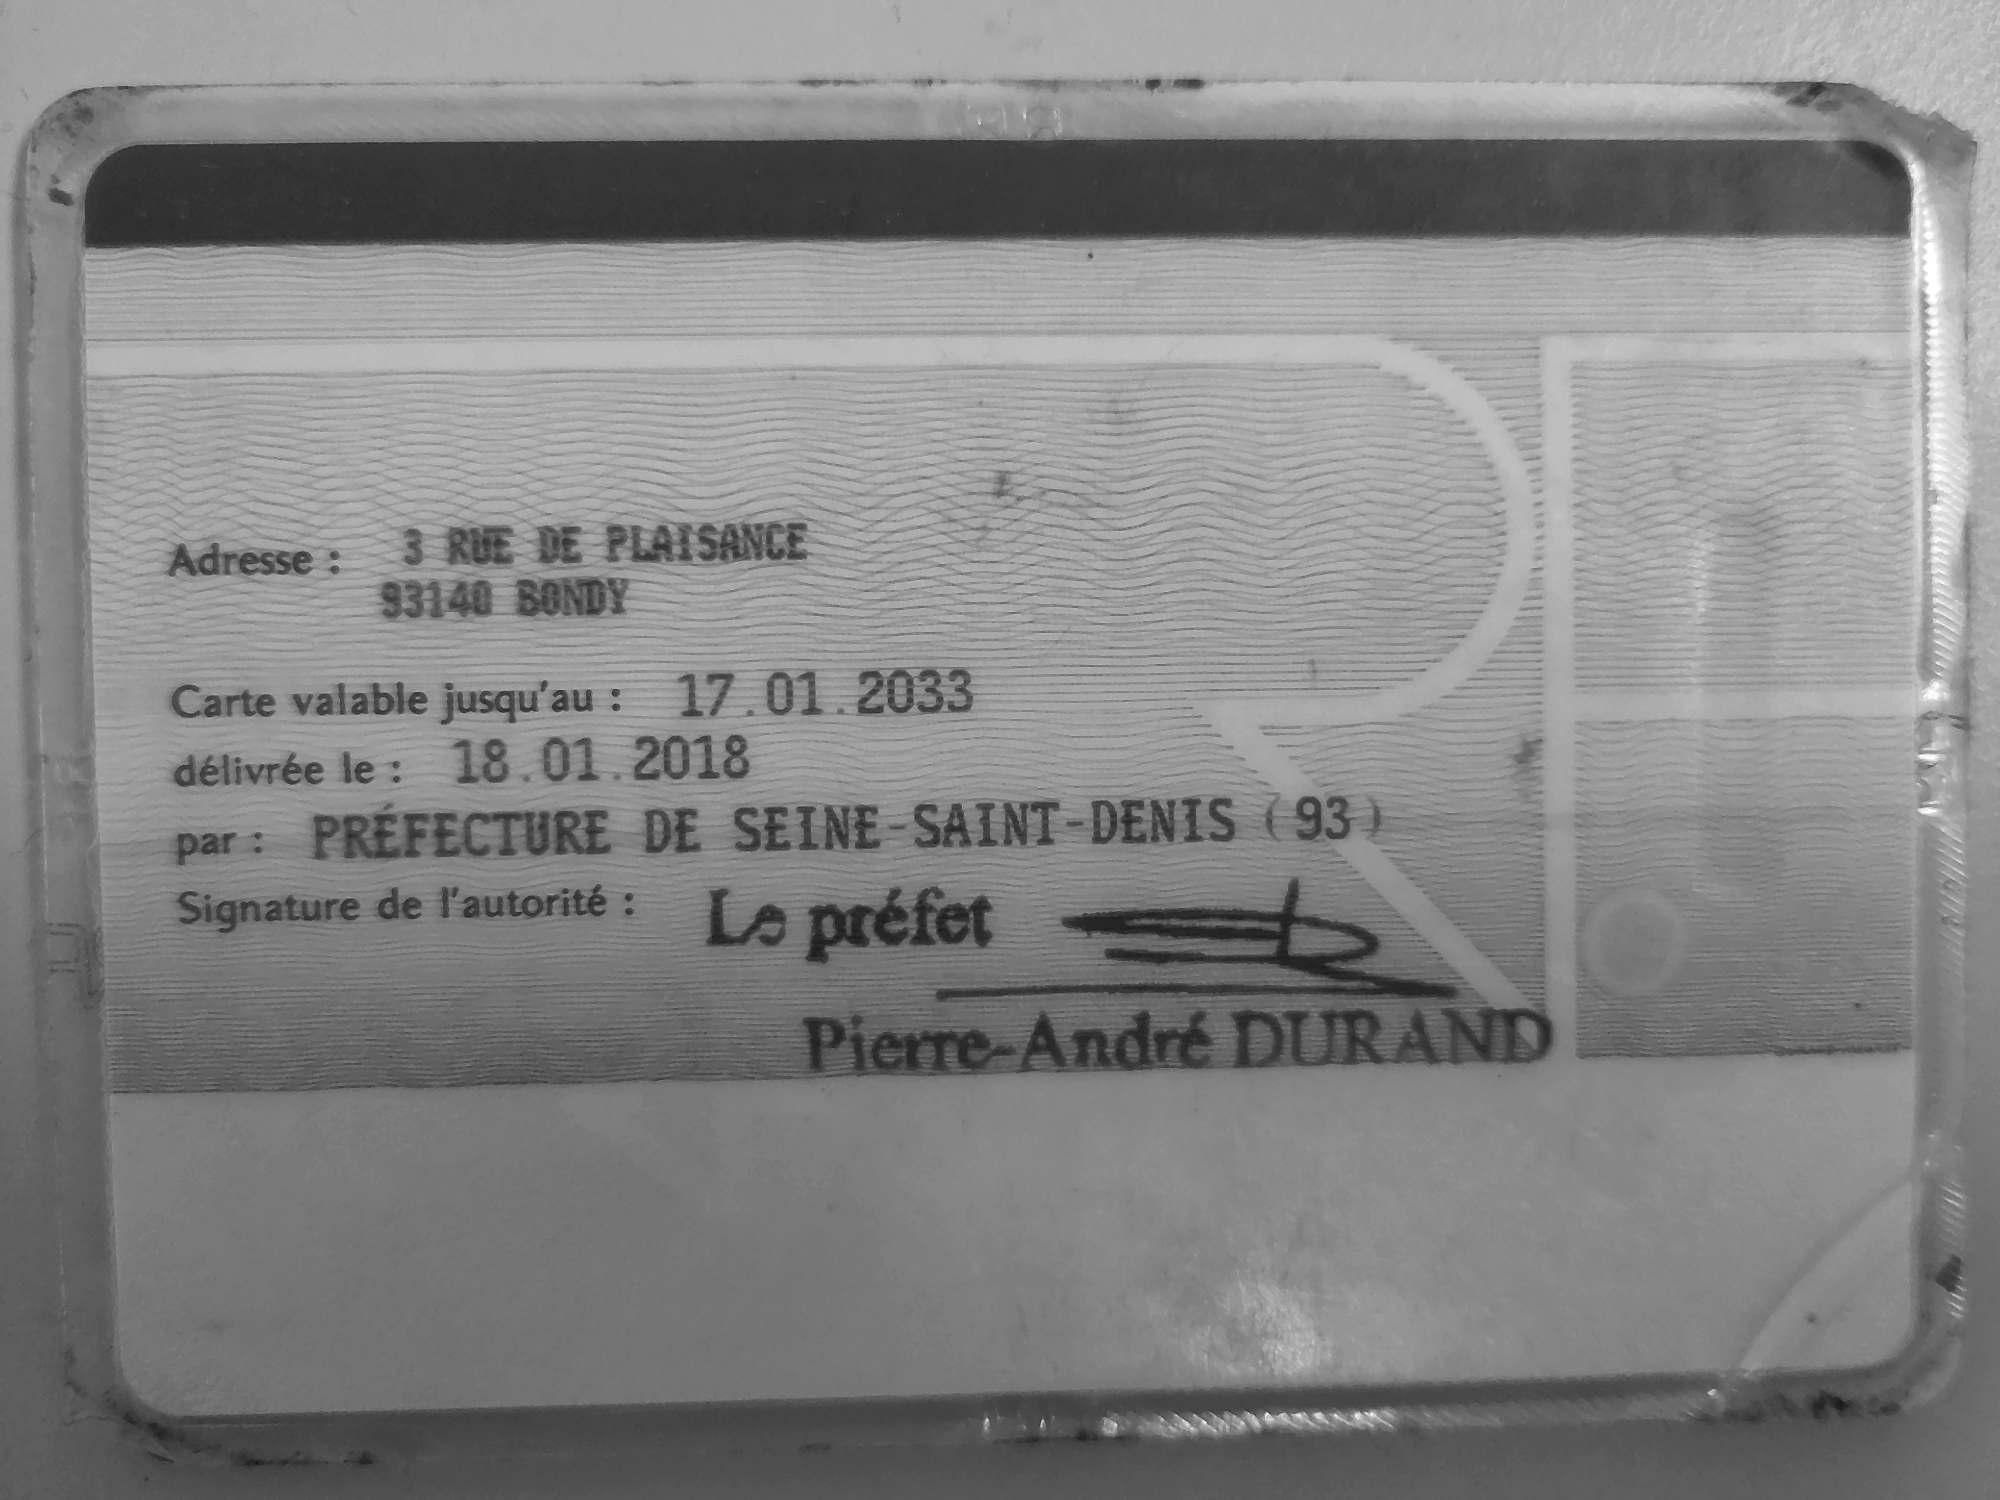 Adresse : 3 RUE DE PLAISANCE
93140 BONDY
Carte valable jusqu'au : 17.01.2033
délivrée le : 18.01.2018
par : PRÉFECTURE DE SEINE-SAINT-DENIS (93)
Signature de l'autorité : Le préfet
Pierre-André DURAND